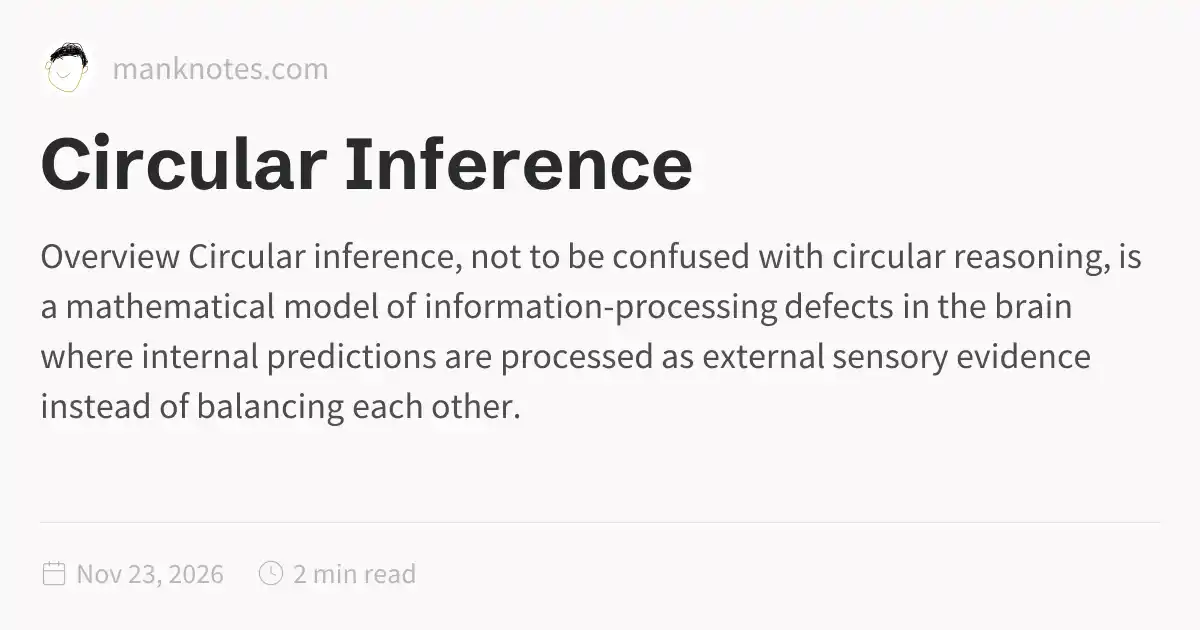 manknotes.com
Circular Inference
Overview Circular inference, not to be confused with circular reasoning, is
a mathematical model of information-processing defects in the brain
where internal predictions are processed as external sensory evidence
instead of balancing each other.
Nov 23, 2026 2 min read